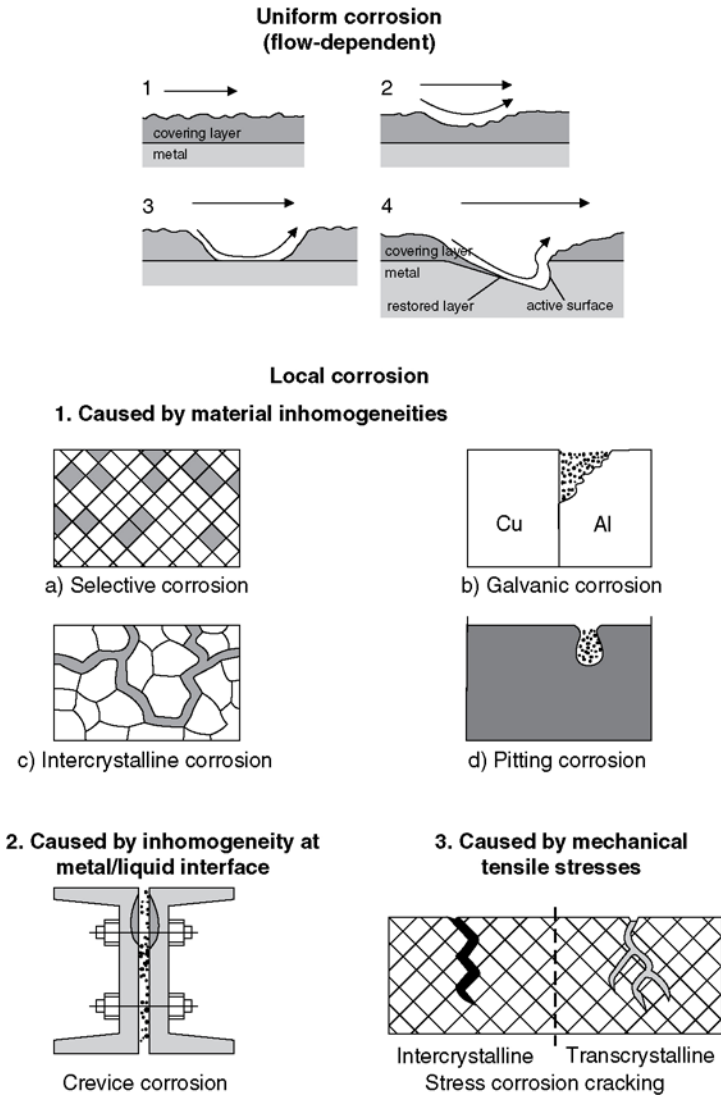 Uniform corrosion
(flow-dependent)
1
covering layer
metal
2
3
4
covering layer
metal
restored layer
active surface
Local corrosion
1. Caused by material inhomogeneities
a) Selective corrosion
Cu
Al
b) Galvanic corrosion
c) Intercrystalline corrosion
d) Pitting corrosion
2. Caused by inhomogeneity at
metal/liquid interface
Crevice corrosion
3. Caused by mechanical
tensile stresses
Intercrystalline
Transcrystalline
Stress corrosion cracking